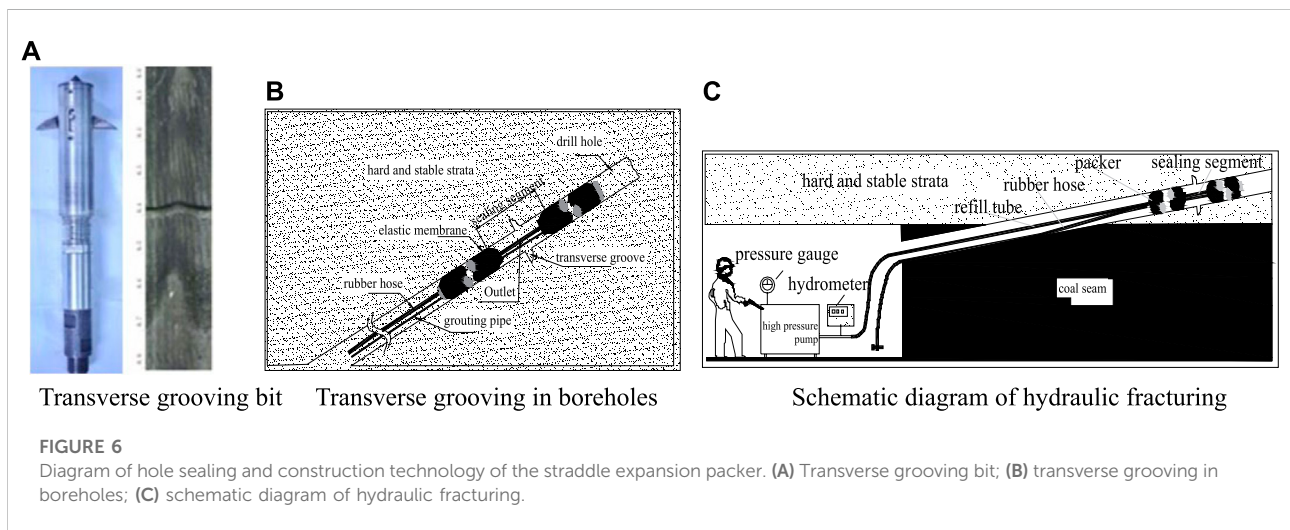 A
B
C
drill hole
hard and stable strata
sealing segment
elastic membrane
transverse groove
rubber hose
Outlet
grouting pipe
packer
sealing segment
hard and stable strata
rubber hose
refill tube
pressure gauge
hydrometer
coal seam
high pressure
pump
Transverse grooving bit
Transverse grooving in boreholes
Schematic diagram of hydraulic fracturing
FIGURE 6
Diagram of hole sealing and construction technology of the straddle expansion packer. (A) Transverse grooving bit; (B) transverse grooving in
boreholes; (C) schematic diagram of hydraulic fracturing.